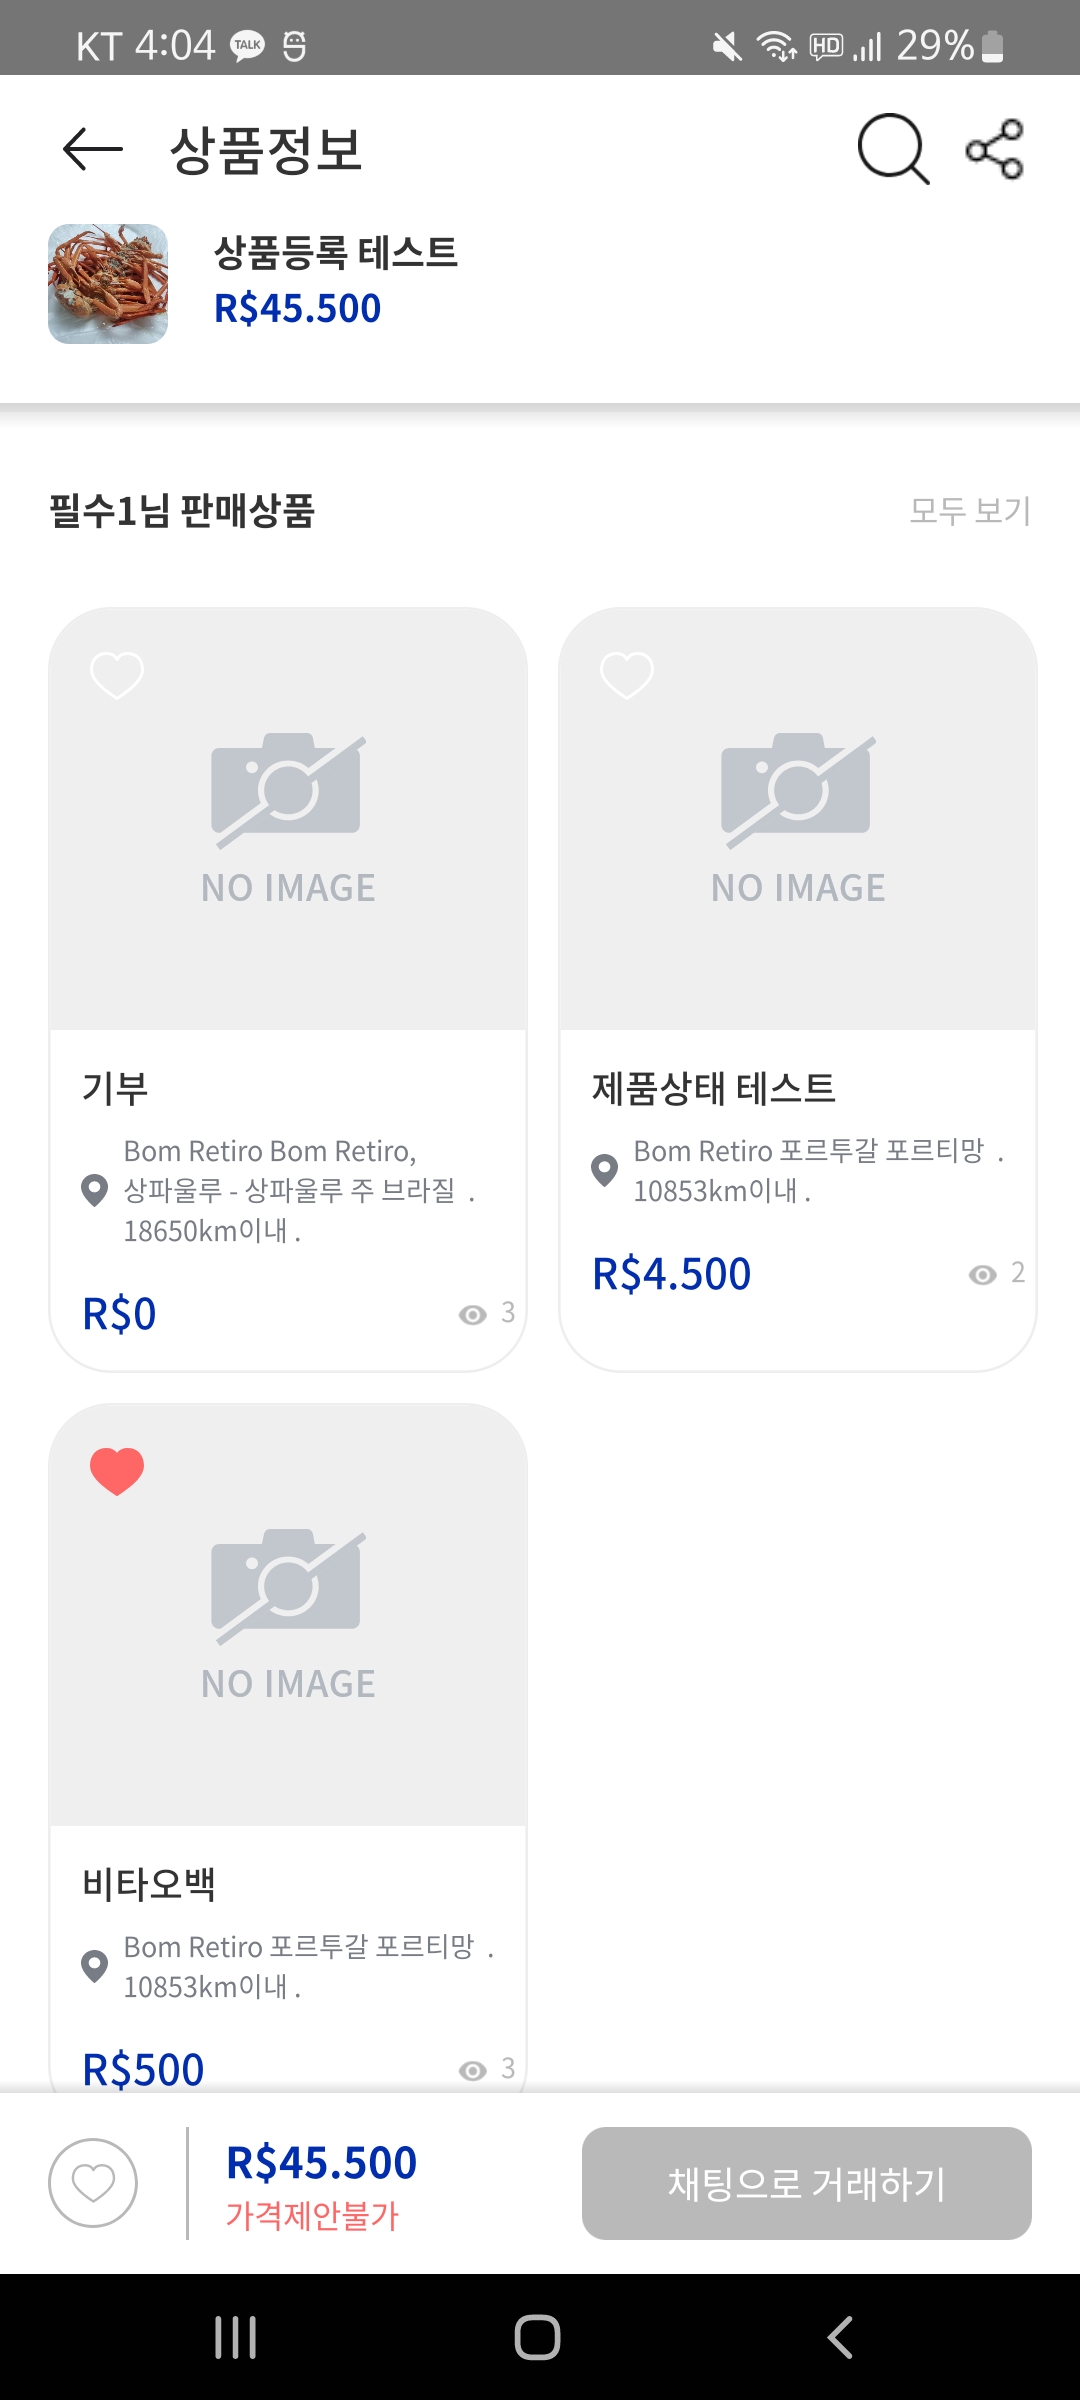 KT 4:04 TALK HD 29%
상품정보
상품등록 테스트
R$45.500
필수1님 판매상품
모두 보기
NO IMAGE
NO IMAGE
기부
Bom Retiro Bom Retiro,
상파울루 - 상파울루 주 브라질 .
18650km이내 .
R$0
3
제품상태 테스트
Bom Retiro 포르투갈 포르티망 .
10853km이내 .
R$4.500
2
NO IMAGE
비타오백
Bom Retiro 포르투갈 포르티망 .
10853km이내 .
R$500
3
R$45.500
가격제안불가
채팅으로 거래하기